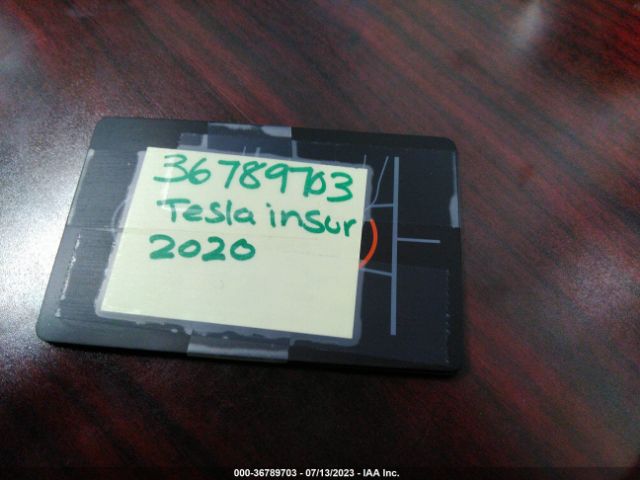 36789703
Tesla insur
2020
000-36789703 - 07/13/2023 - IAA Inc.